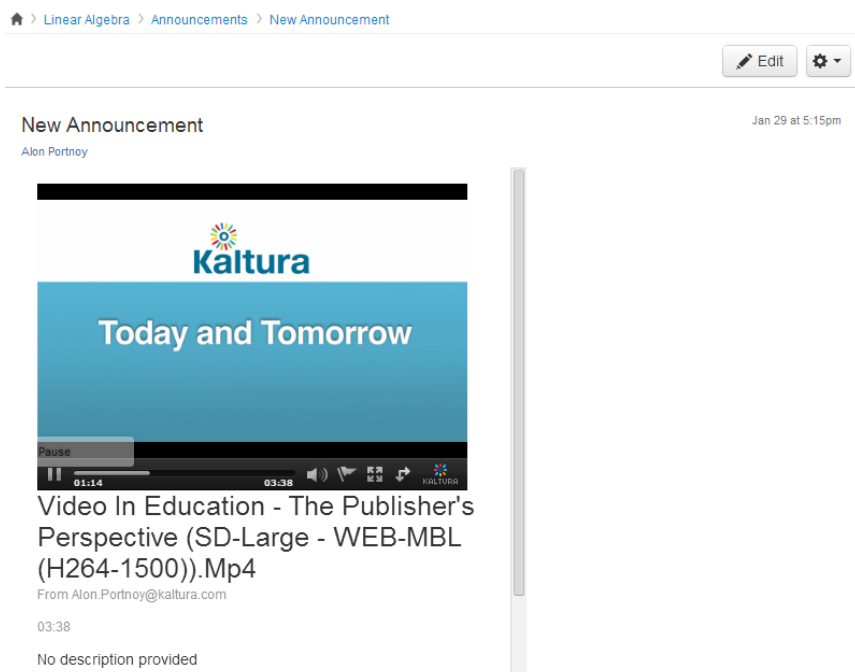 Linear Algebra > Announcements > New Announcement
Edit
New Announcement
Jan 29 at 5:15pm
Alon Portnoy
Kaltura
Today and Tomorrow
Pause
01:14
03:38
KALTURA
Video In Education - The Publisher's
Perspective (SD-Large - WEB-MBL
(H264-1500)).Mp4
From Alon.Portnoy@kaltura.com
03:38
No description provided